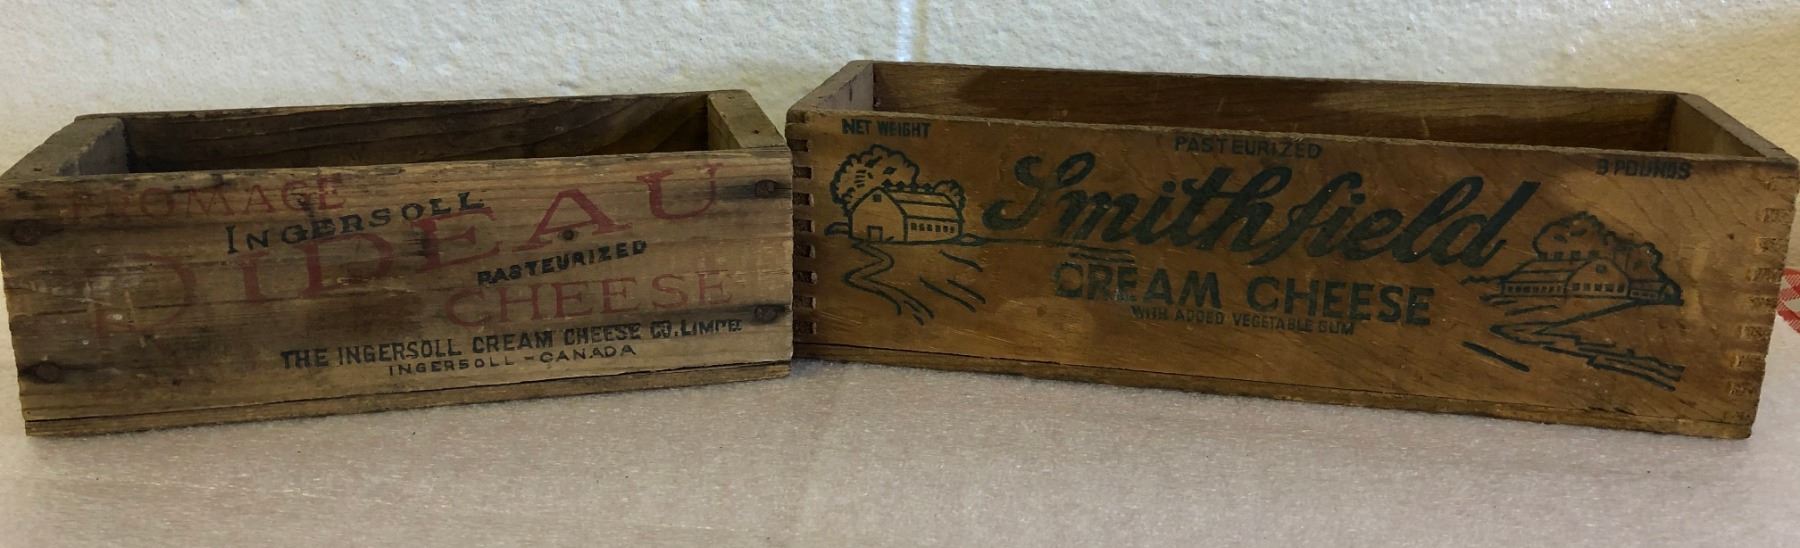 FROMAGE
INGERSOLL
RIDEAU
PASTEURIZED
CHEESE
THE INGERSOLL CREAM CHEESE CO. LIMITED
INGERSOLL - CANADA
NET WEIGHT
PASTEURIZED
3 POUNDS
Smithfield
CREAM CHEESE
WITH ADDED VEGETABLE GUM